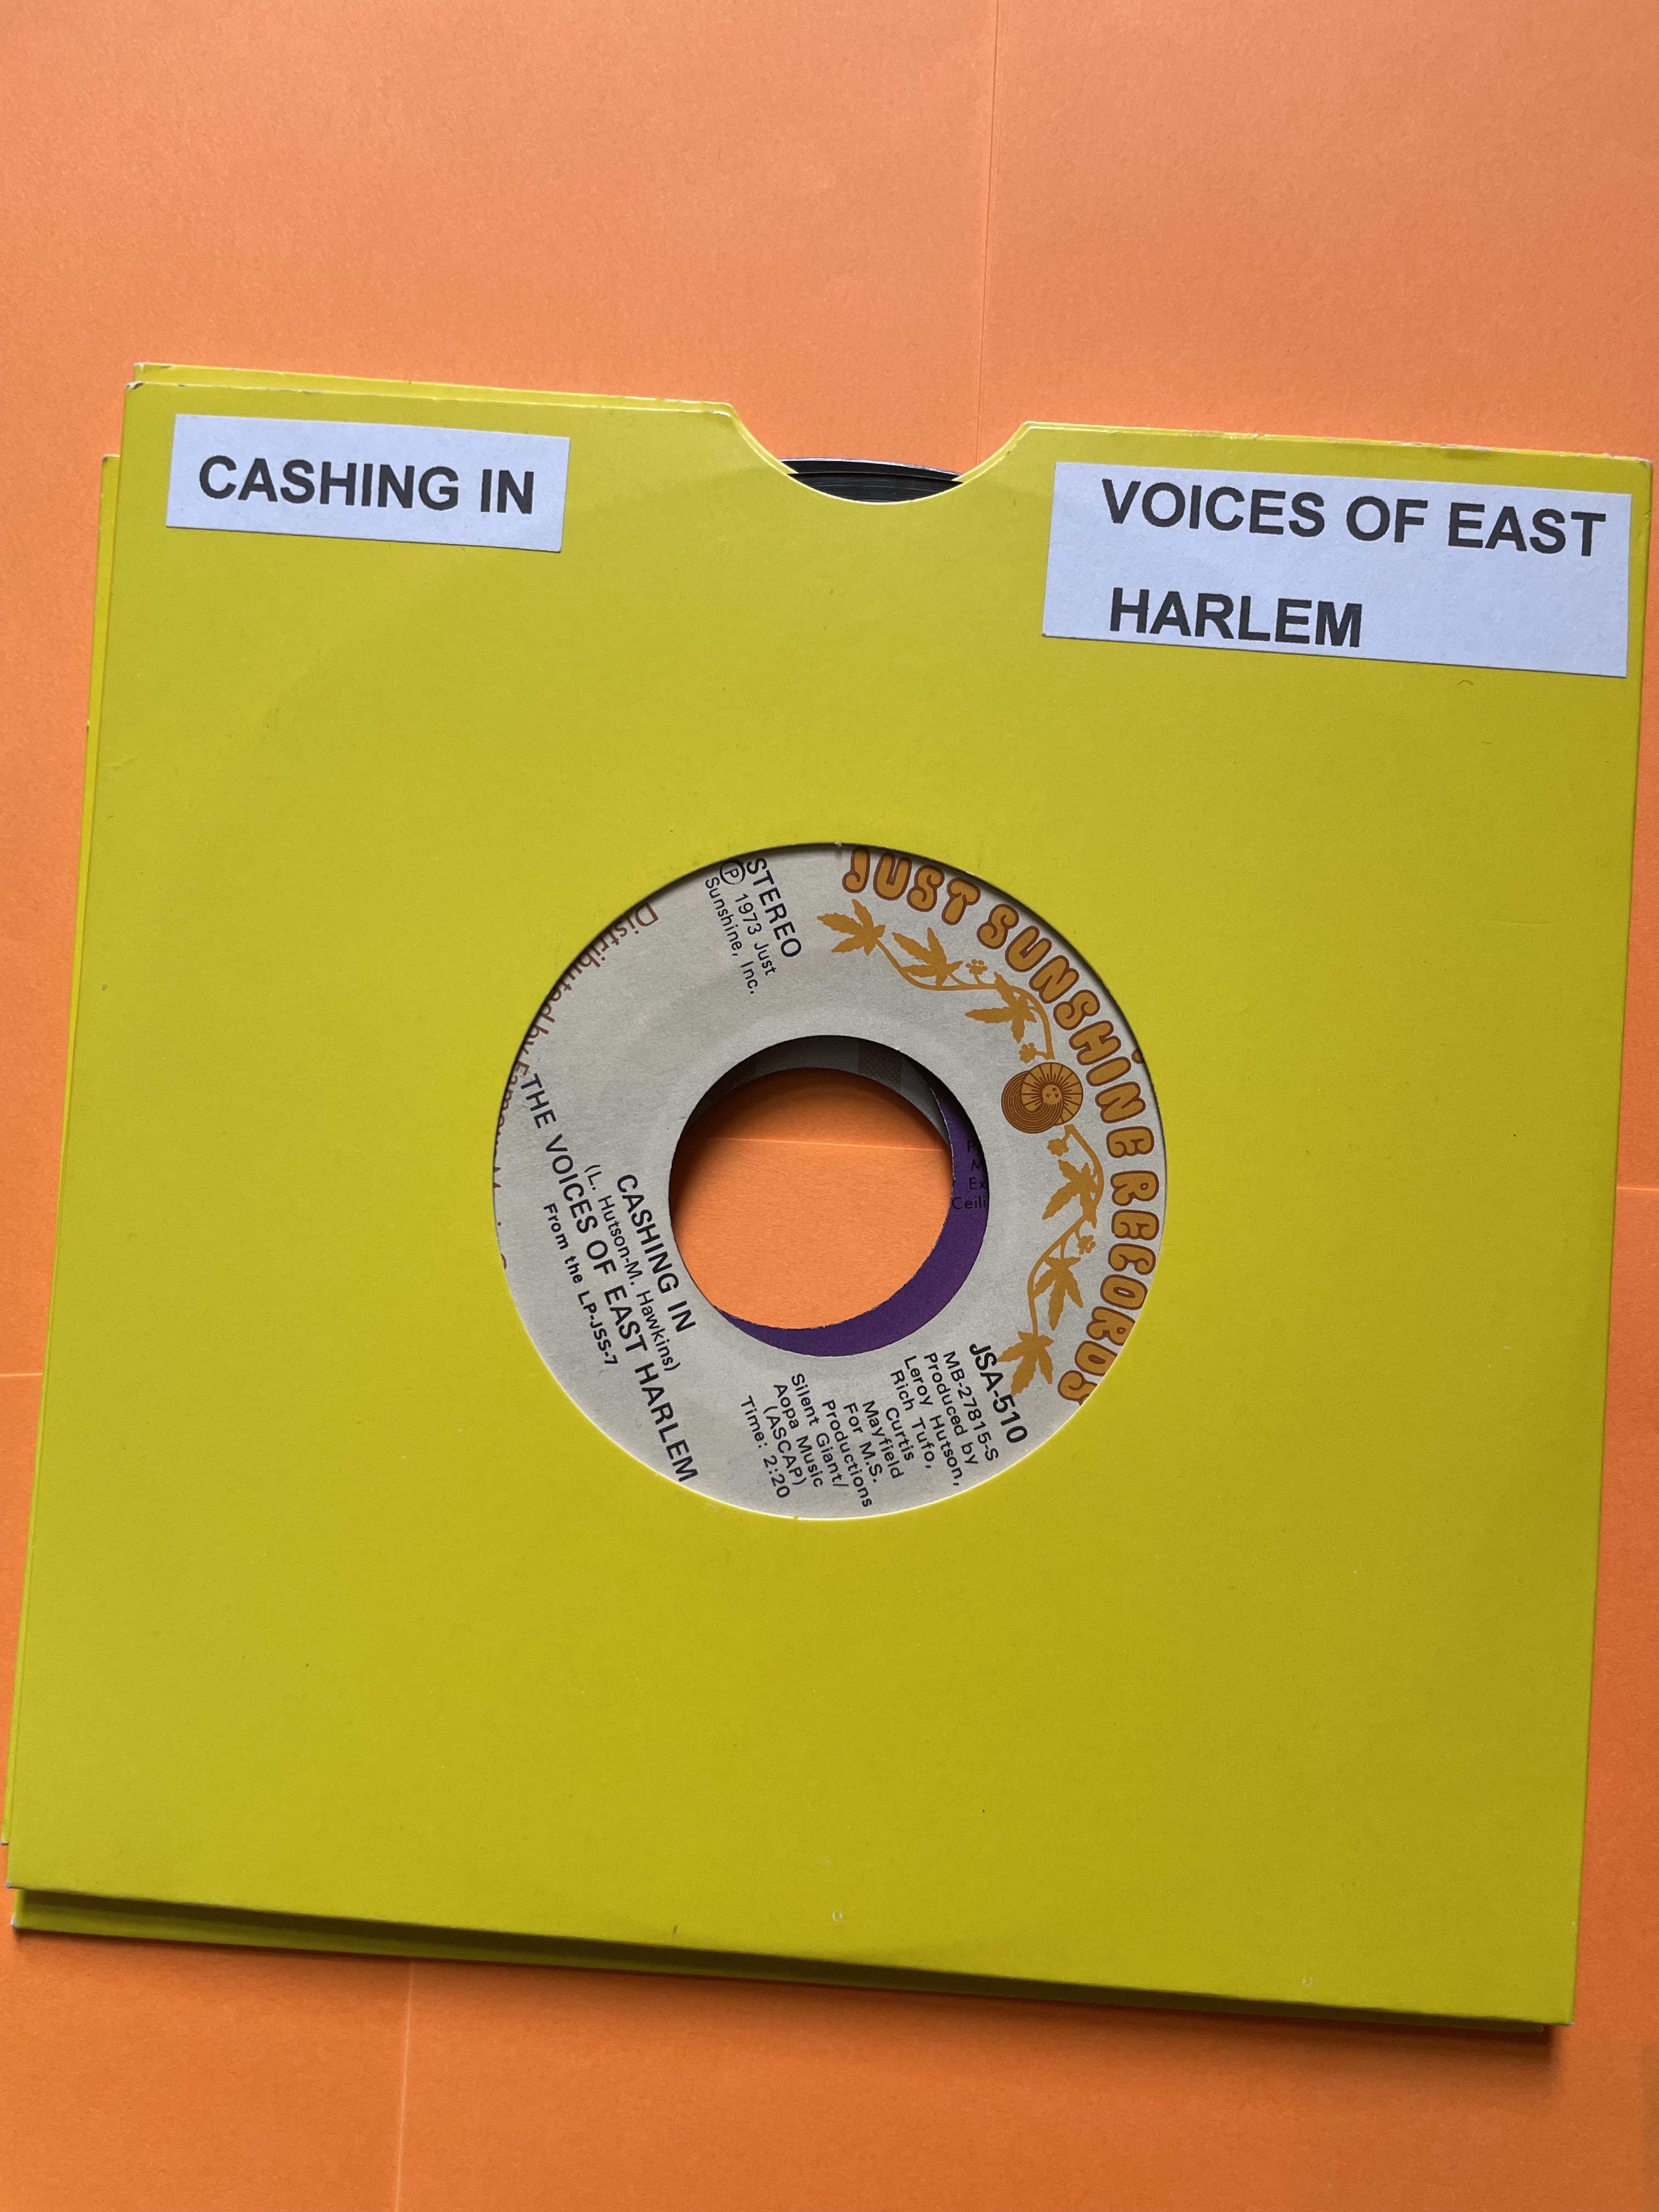 CASHING IN
VOICES OF EAST
HARLEM
JUST SUNSHINE RECORDS
STEREO
Ⓟ 1973 Just
Sunshine, Inc.
JSA-510
MB-27815-S
Produced by
Leroy Hutson,
Rich Tufo,
Curtis
Mayfield
For M.S.
Productions
Silent Giant/
Aopa Music
(ASCAP)
Time: 2:20
CASHING IN
(L. Hutson-M. Hawkins)
THE VOICES OF EAST HARLEM
From the LP-JSS-7
Distributed by